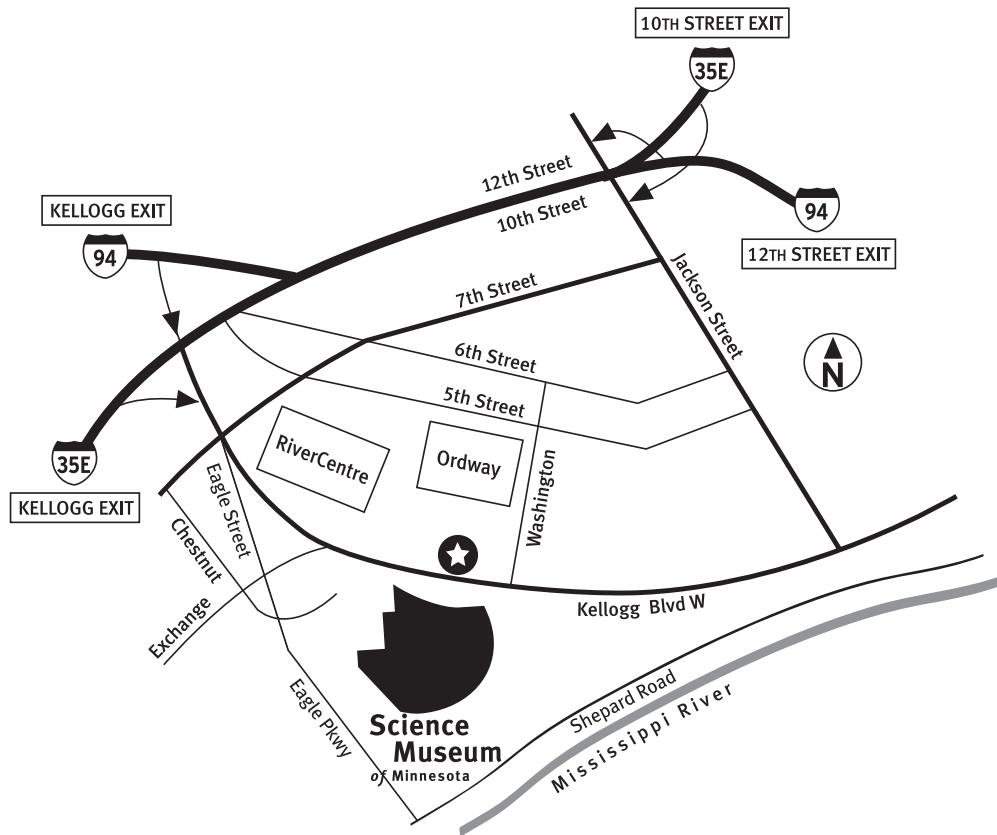 10TH STREET EXIT
35E
12th Street
10th Street
KELLOGG EXIT
94
94
12TH STREET EXIT
7th Street
Jackson Street
6th Street
N
5th Street
RiverCentre
Ordway
35E
KELLOGG EXIT
Eagle Street
Washington
Chestnut
Exchange
Kellogg Blvd W
Eagle Pkwy
Shepard Road
Mississippi River
Science
Museum
of Minnesota